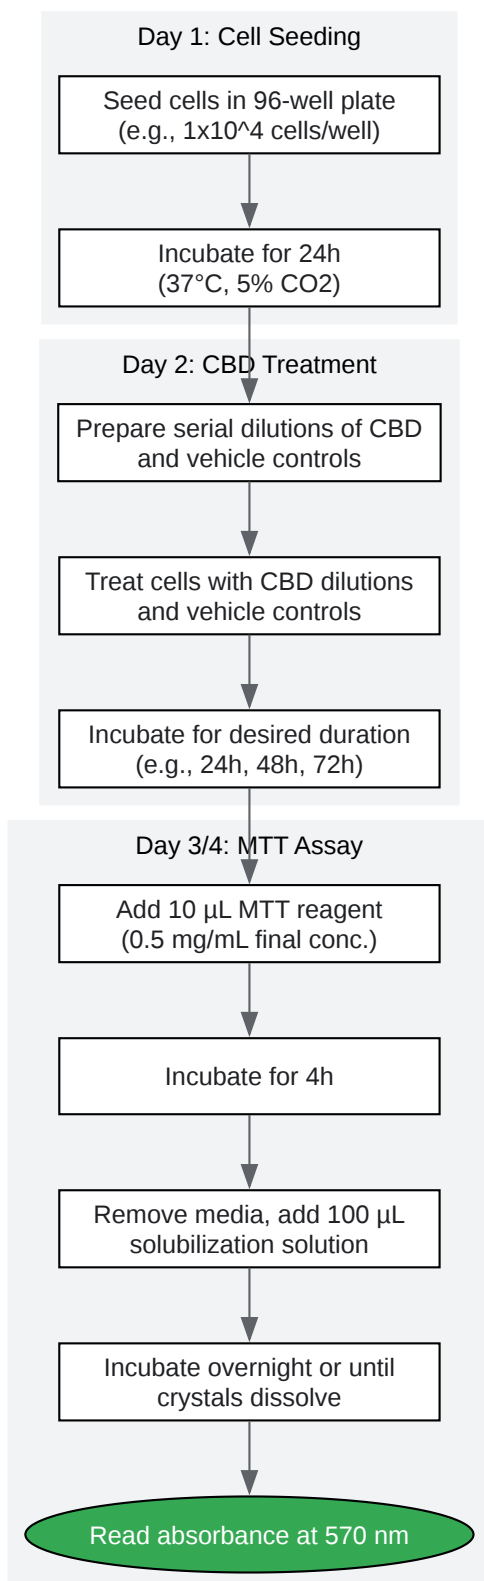 Day 1: Cell Seeding
Seed cells in 96-well plate
(e.g., 1x10^4 cells/well)
Incubate for 24h
(37°C, 5% CO2)
Day 2: CBD Treatment
Prepare serial dilutions of CBD
and vehicle controls
Treat cells with CBD dilutions
and vehicle controls
Incubate for desired duration
(e.g., 24h, 48h, 72h)
Day 3/4: MTT Assay
Add 10 µL MTT reagent
(0.5 mg/mL final conc.)
Incubate for 4h
Remove media, add 100 µL
solubilization solution
Incubate overnight or until
crystals dissolve
Read absorbance at 570 nm